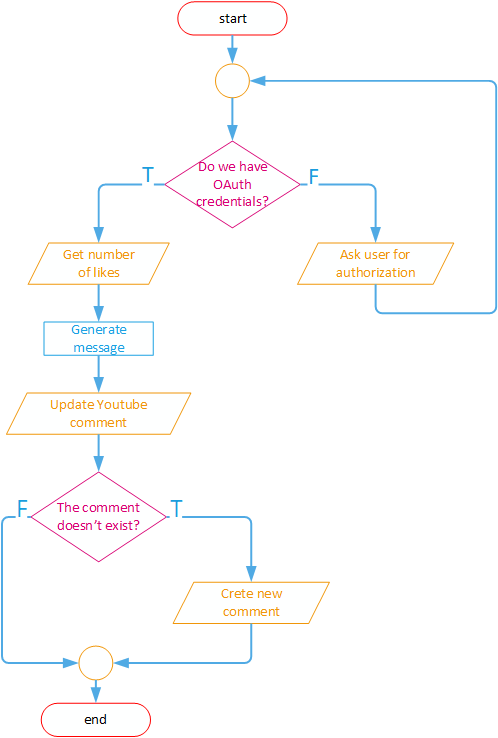 start
Do we have
OAuth
credentials?
T
F
Get number
of likes
Ask user for
authorization
Generate
message
Update Youtube
comment
F
The comment
doesn't exist?
T
Crete new
comment
end